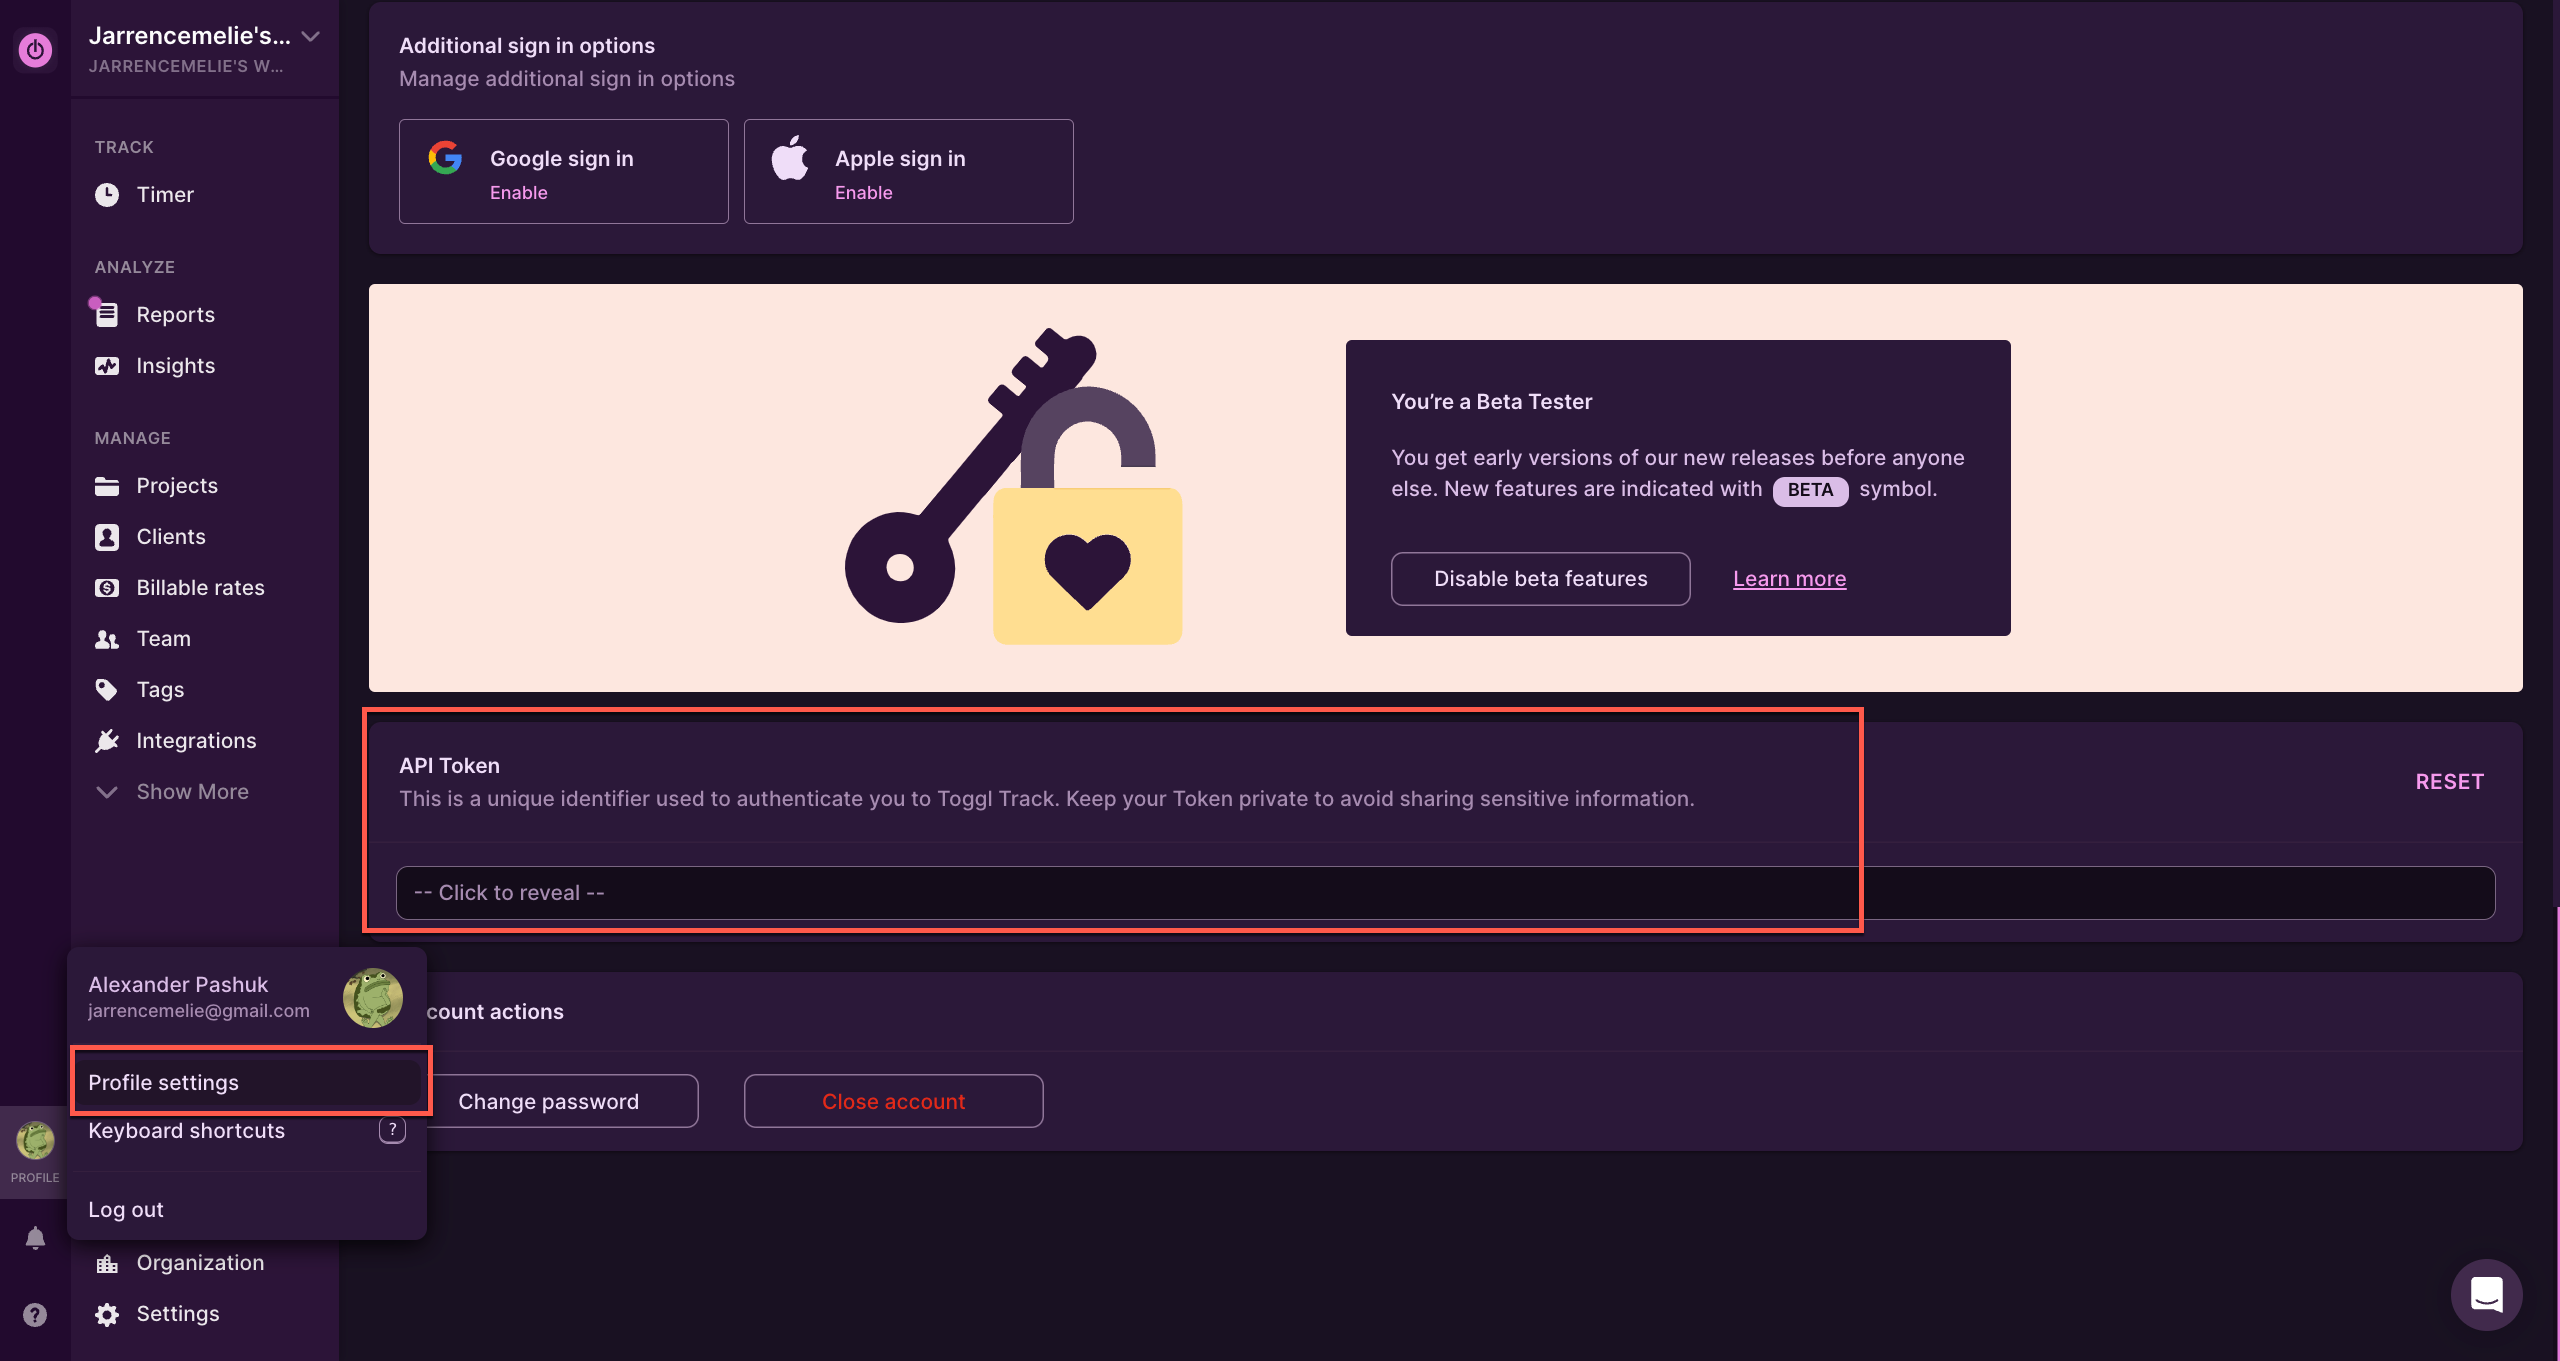 Jarrencemelie's...
JARRENCEMELIE'S W...
TRACK
Timer
ANALYZE
Reports
Insights
MANAGE
Projects
Clients
Billable rates
Team
Tags
Integrations
Show More
Alexander Pashuk
jarrencemelie@gmail.com
Profile settings
Keyboard shortcuts ?
Log out
PROFILE
Organization
?
Settings
Additional sign in options
Manage additional sign in options
Google sign in
Enable
Apple sign in
Enable
You're a Beta Tester
You get early versions of our new releases before anyone
else. New features are indicated with BETA symbol.
Disable beta features Learn more
API Token
This is a unique identifier used to authenticate you to Toggl Track. Keep your Token private to avoid sharing sensitive information.
RESET
-- Click to reveal --
count actions
Change password Close account